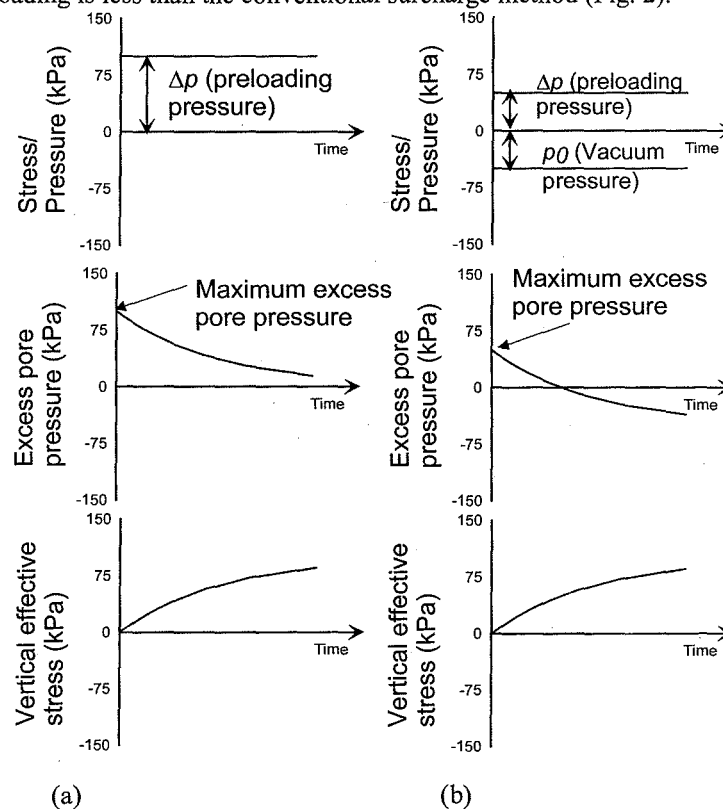 oading is less than the conventional surcharge method (Fig. 2).
150
75
0
-75
-150
Stress/
Pressure (kPa)
Δp (preloading
pressure)
Time
150
75
0
-75
-150
Stress/
Pressure (kPa)
Δp (preloading
pressure)
Time
p0 (Vacuum
pressure)
150
75
0
-75
-150
Excess pore
pressure (kPa)
Maximum excess
pore pressure
Time
150
75
0
-75
-150
Excess pore
pressure (kPa)
Maximum excess
pore pressure
Time
150
75
0
-75
-150
Vertical effective
stress (kPa)
Time
150
75
0
-75
-150
Vertical effective
stress (kPa)
Time
(a)
(b)